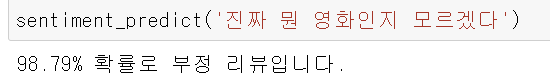 sentiment_predict('진짜 뭔 영화인지 모르겠다')
98.79% 확률로 부정 리뷰입니다.